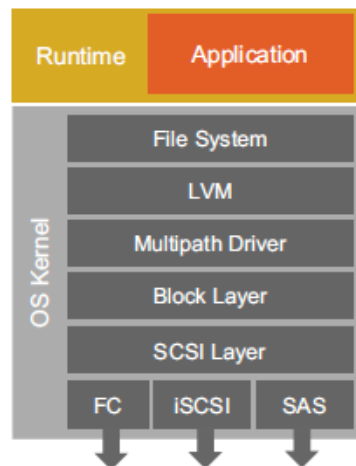 Runtime
Application
OS Kernel
File System
LVM
Multipath Driver
Block Layer
SCSI Layer
FC
iSCSI
SAS